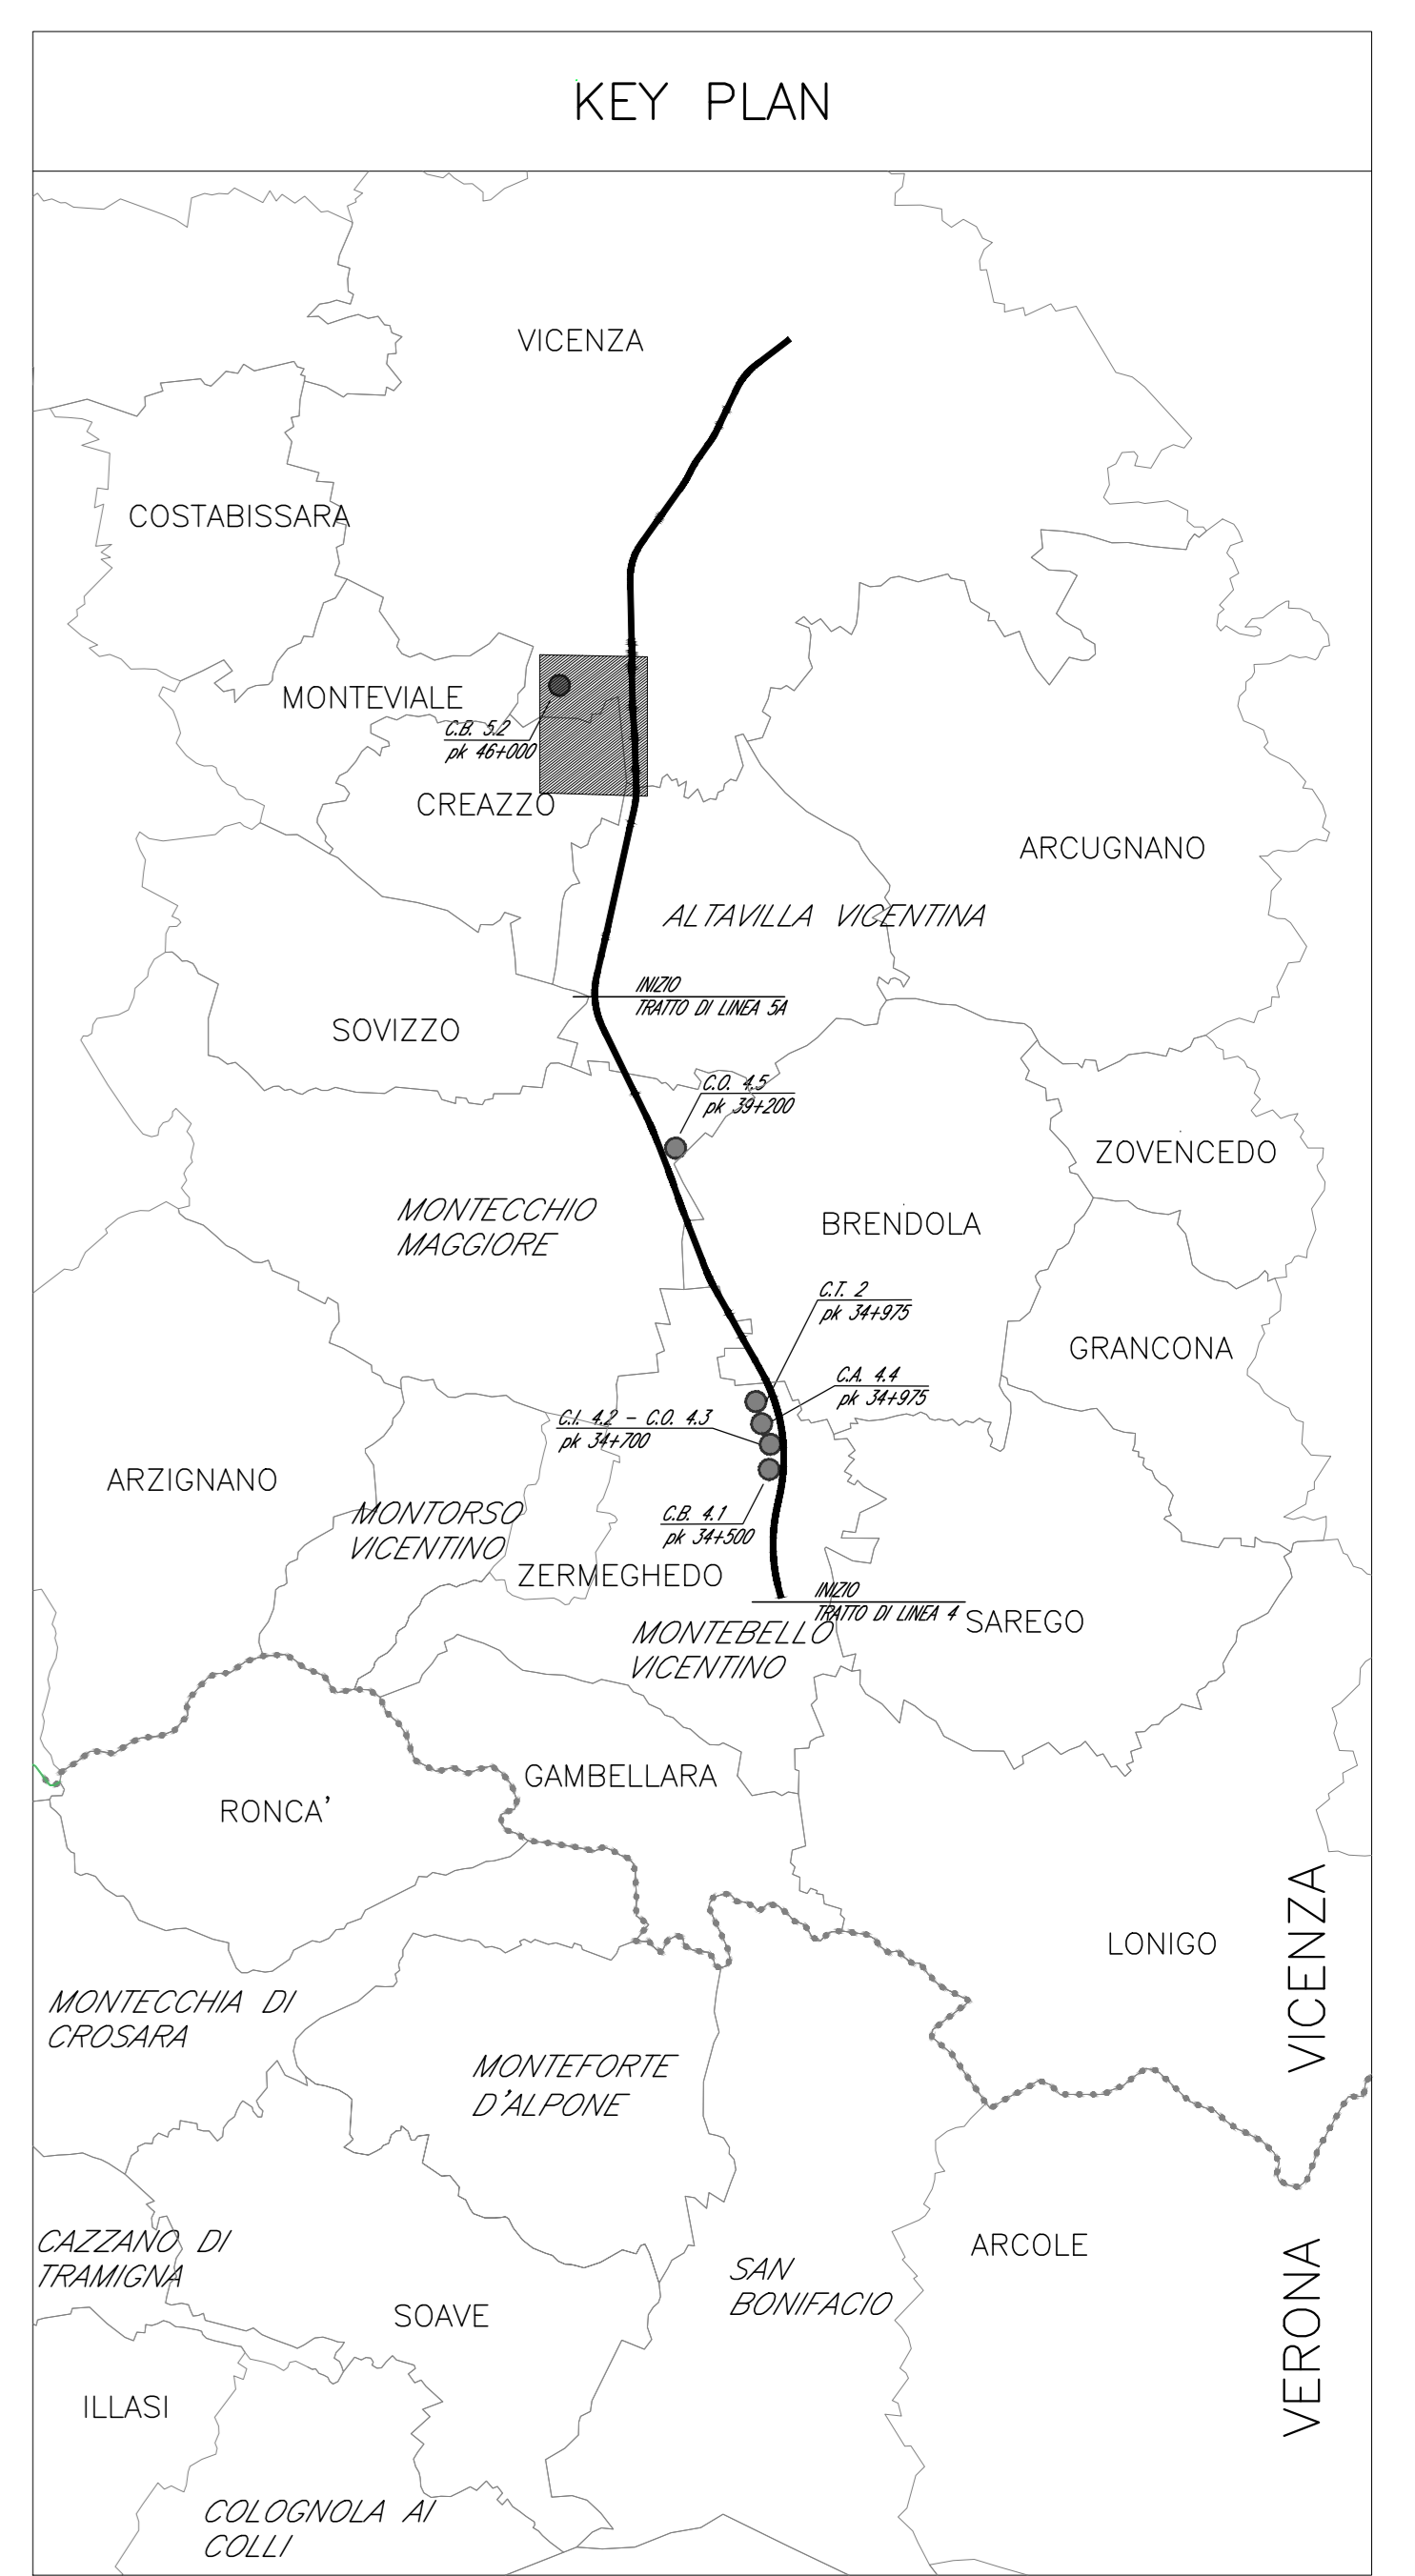 KEY PLAN
VICENZA
COSTABISSARA
MONTEVIALE
C.B. 5.2
pk 46+000
CREAZZO
ARCUGNANO
ALTAVILLA VICENTINA
INIZIO
TRATTO DI LINEA 5A
SOVIZZO
C.O. 4.5
pk 39+200
ZOVENCEDO
MONTECCHIO
MAGGIORE
BRENDOLA
C.T. 2
pk 34+975
GRANCONA
C.A. 4.4
pk 34+975
C.I. 4.2 - C.O. 4.3
pk 34+700
ARZIGNANO
MONTORSO
VICENTINO
C.B. 4.1
pk 34+500
ZERMEGHEDO
INIZIO
TRATTO DI LINEA 4
SAREGO
MONTEBELLO
VICENTINO
GAMBELLARA
RONCA'
VICENZA
LONIGO
MONTECCHIA DI
CROSARA
MONTEFORTE
D'ALPONE
CAZZANO DI
TRAMIGNA
ARCOLE
SAN
BONIFACIO
VERONA
SOAVE
ILLASI
COLOGNOLA AI
COLLI